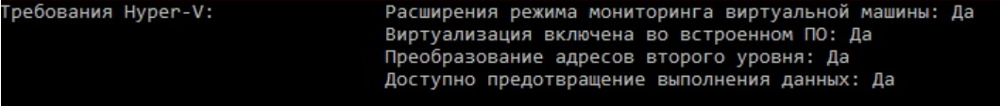 Требования Hyper-V: Расширения режима мониторинга виртуальной машины: Да
Виртуализация включена во встроенном ПО: Да
Преобразование адресов второго уровня: Да
Доступно предотвращение выполнения данных: Да